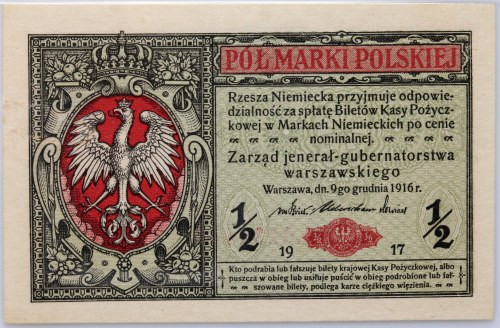 PÓŁ MARKI POLSKIEJ
Rzesza Niemiecka przyjmuje odpowie-
dzialność za spłatę Biletów Kasy Pożycz-
kowej w Markach Niemieckich po cenie
nominalnej.
Zarząd jenerał-gubernatorstwa
warszawskiego
Warszawa, dn. 9go grudnia 1916 r.
1/2 1/2
19 17
Kto podrabia lub fałszuje bilety krajowej Kasy Pożyczkowej, albo
puszcza w obieg lub usiłuje puścić w obieg podrobione lub fał-
szowane bilety, podlega karze ciężkiego więzienia.